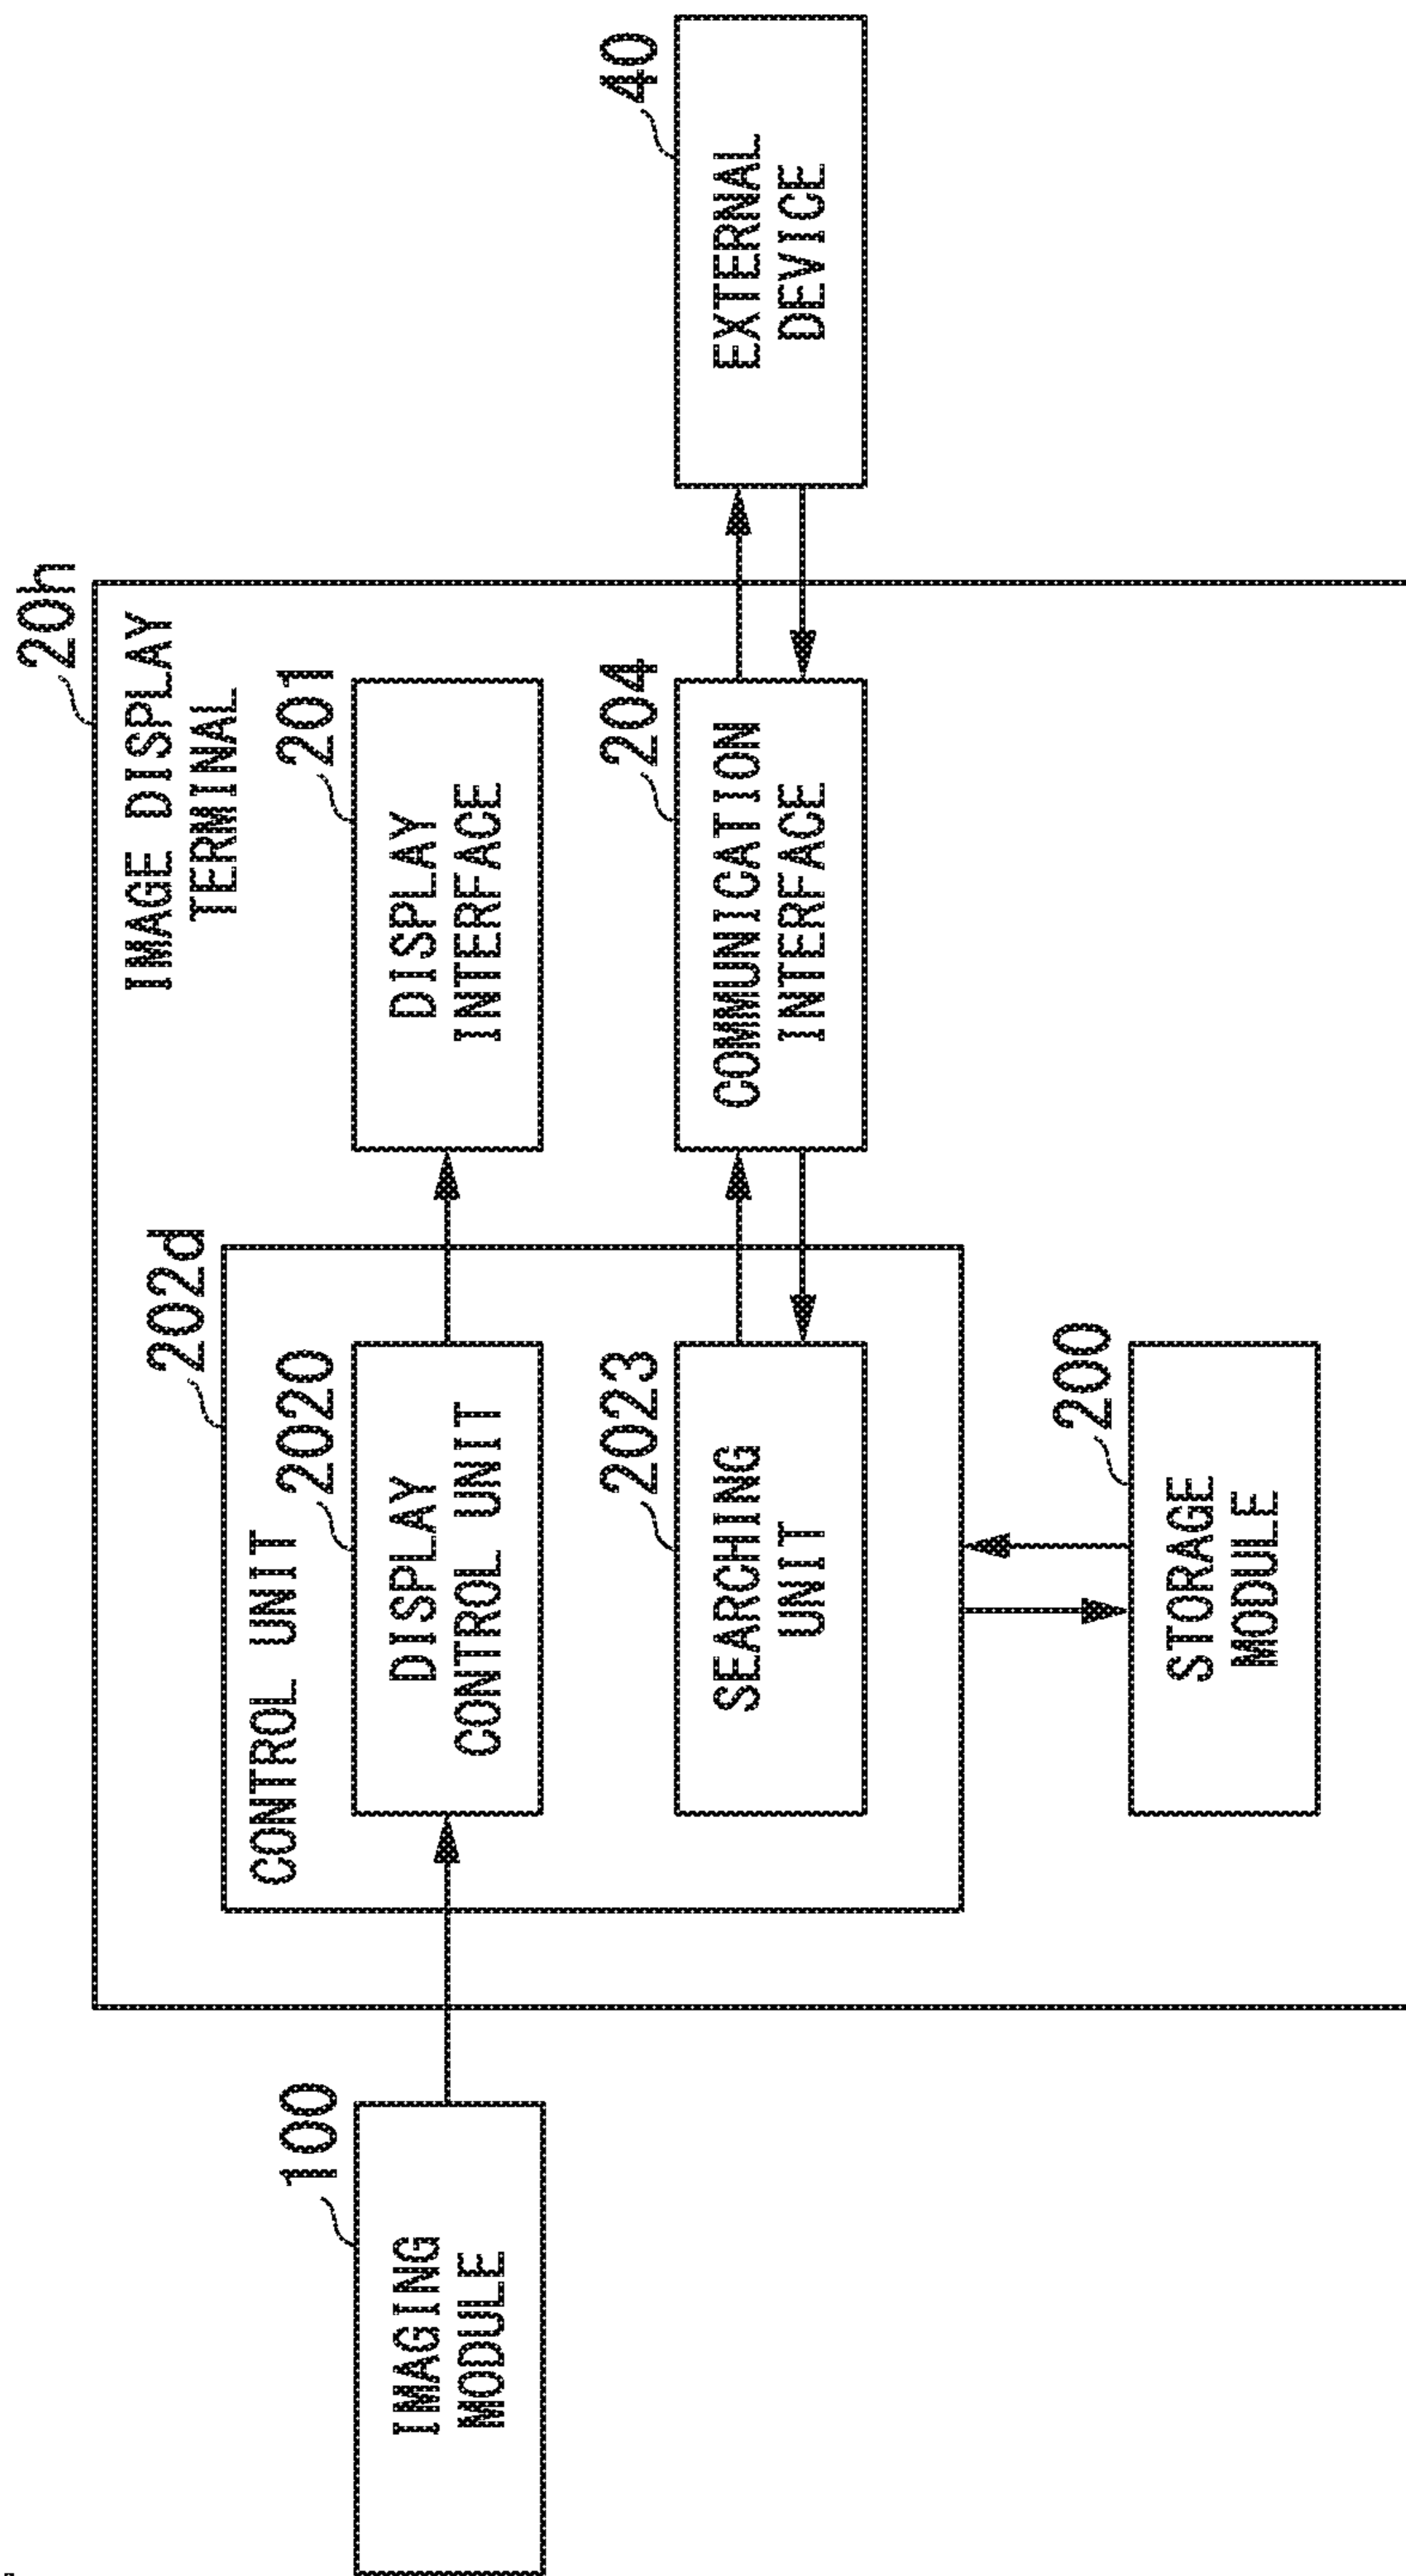 20h
IMAGE DISPLAY
TERMINAL
202d
CONTROL UNIT
100
IMAGING
MODULE
2020
DISPLAY
CONTROL UNIT
201
DISPLAY
INTERFACE
2023
SEARCHING
UNIT
204
COMMUNICATION
INTERFACE
40
EXTERNAL
DEVICE
200
STORAGE
MODULE